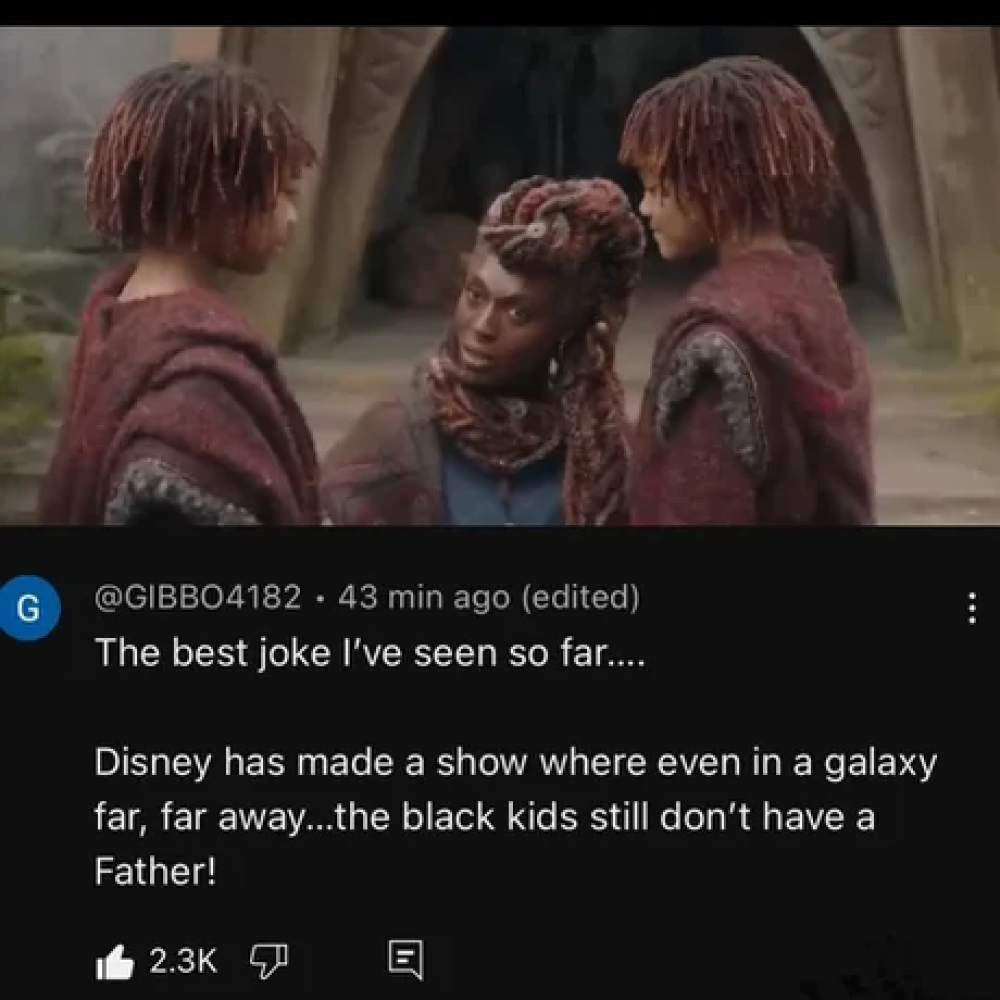 G
@GIBBO4182 • 43 min ago (edited)
The best joke I've seen so far....
Disney has made a show where even in a galaxy
far, far away...the black kids still don't have a
Father!
2.3K